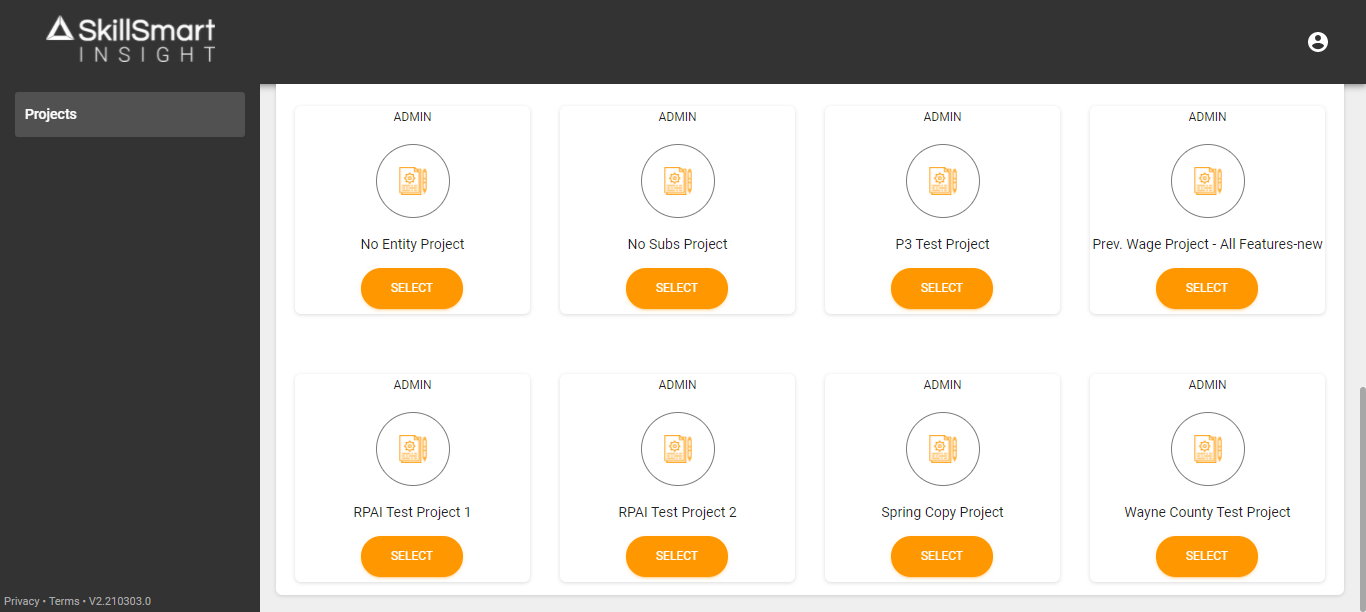 SkillSmart
INSIGHT
Projects
ADMIN
ADMIN
ADMIN
ADMIN
No Entity Project
No Subs Project
P3 Test Project
Prev. Wage Project - All Features-new
SELECT
SELECT
SELECT
SELECT
ADMIN
ADMIN
ADMIN
ADMIN
RPAI Test Project 1
RPAI Test Project 2
Spring Copy Project
Wayne County Test Project
SELECT
SELECT
SELECT
SELECT
Privacy • Terms • V2.210303.0